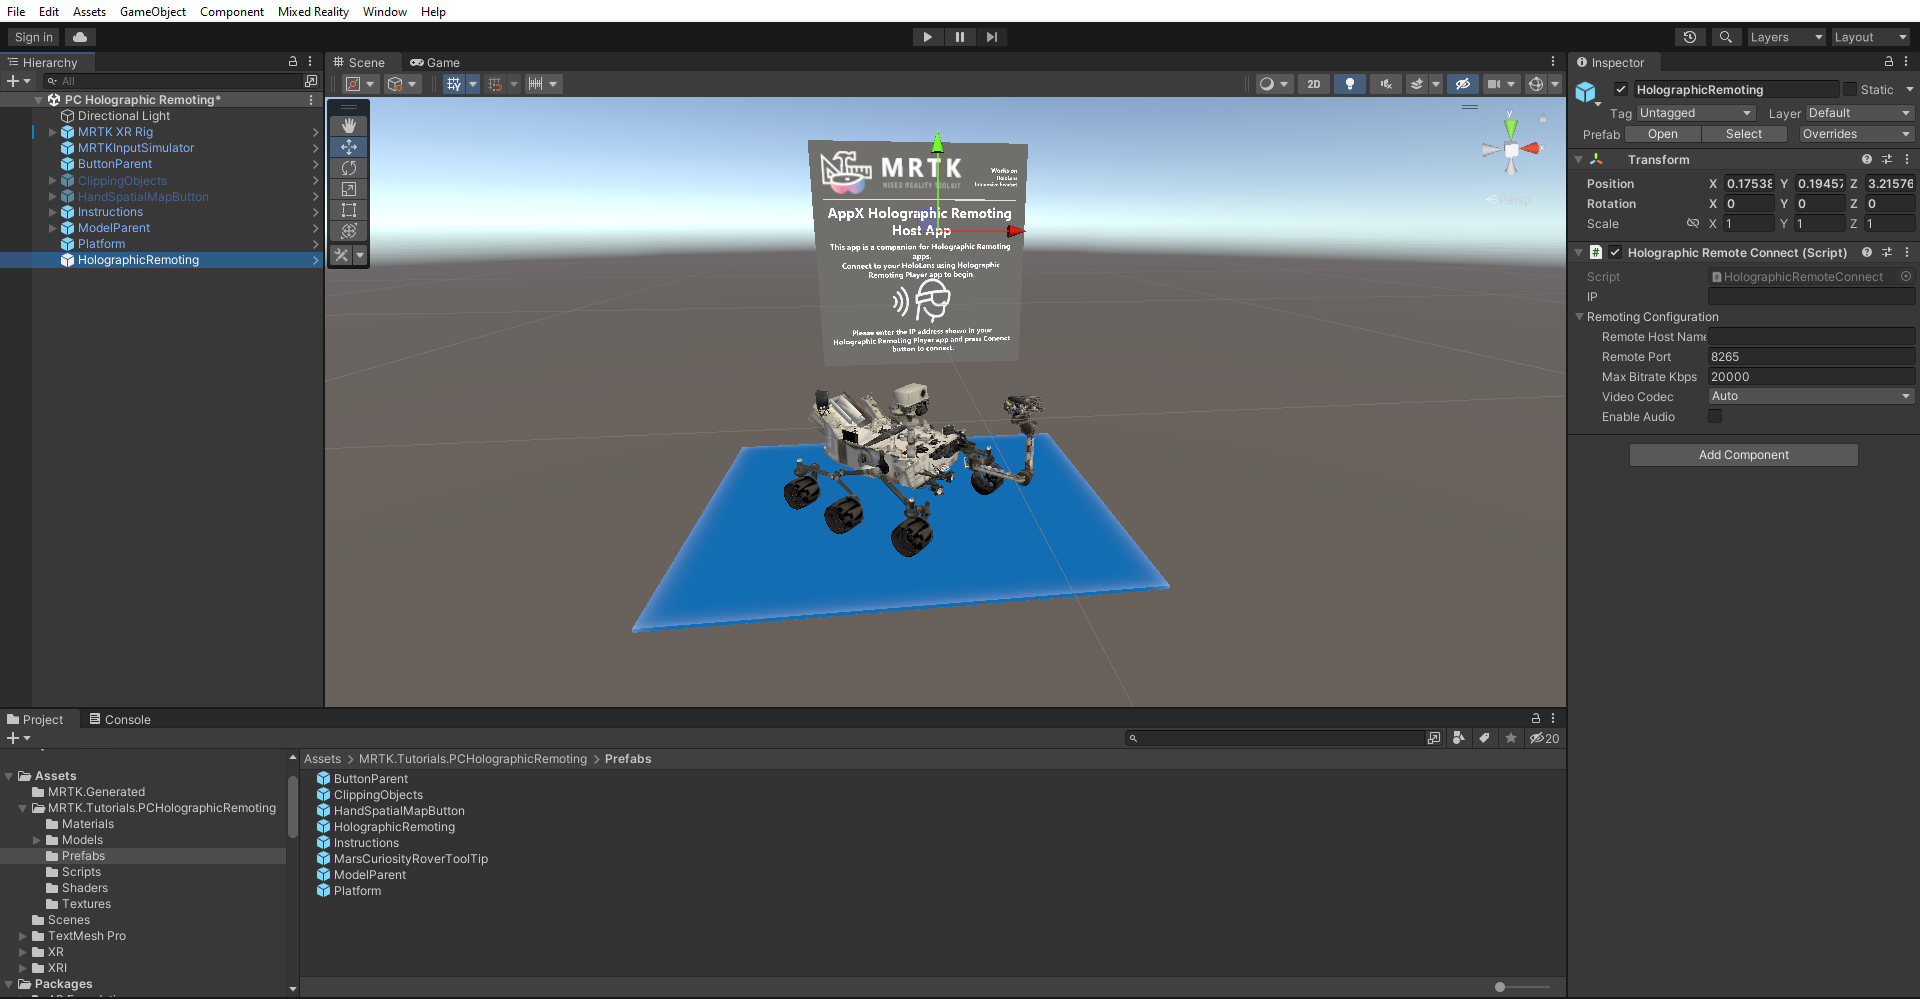 File Edit Assets GameObject Component Mixed Reality Window Help
Sign in
Layers Layout
Hierarchy
All
PC Holographic Remoting*
Directional Light
MRTK XR Rig
MRTKInputSimulator
ButtonParent
ClippingObjects
HandSpatialMapButton
Instructions
ModelParent
Platform
HolographicRemoting
Scene Game
2D
y
x
Persp
MRTK
MIXED REALITY TOOLKIT
Works on
HoloLens
Immersive headset
AppX Holographic Remoting
Host App
This app is a companion for Holographic Remoting
apps.
Connect to your HoloLens using Holographic
Remoting Player app to begin.
Please enter the IP address shown in your
Holographic Remoting Player app and press Connect
button to connect.
Inspector
HolographicRemoting Static
Tag Untagged Layer Default
Prefab Open Select Overrides
Transform
Position X 0.17538 Y 0.19457 Z 3.21576
Rotation X 0 Y 0 Z 0
Scale X 1 Y 1 Z 1
# Holographic Remote Connect (Script)
Script HolographicRemoteConnect
IP
Remoting Configuration
Remote Host Name
Remote Port 8265
Max Bitrate Kbps 20000
Video Codec Auto
Enable Audio
Add Component
Project Console
20
Assets
MRTK.Generated
MRTK.Tutorials.PCHolographicRemoting
Materials
Models
Prefabs
Scripts
Shaders
Textures
Scenes
TextMesh Pro
XR
XRI
Packages
Assets > MRTK.Tutorials.PCHolographicRemoting > Prefabs
ButtonParent
ClippingObjects
HandSpatialMapButton
HolographicRemoting
Instructions
MarsCuriosityRoverToolTip
ModelParent
Platform